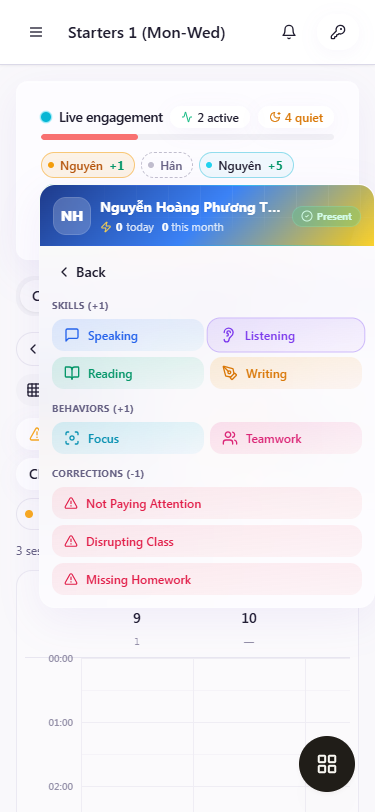 Starters 1 (Mon-Wed)
Live engagement
2 active
4 quiet
Nguyên +1
Hân
Nguyên +5
NH
Nguyễn Hoàng Phương T...
Present
0 today 0 this month
Back
SKILLS (+1)
Speaking
Listening
Reading
Writing
BEHAVIORS (+1)
Focus
Teamwork
CORRECTIONS (-1)
Not Paying Attention
Disrupting Class
Missing Homework
3 ses
9
10
1
—
00:00
01:00
02:00